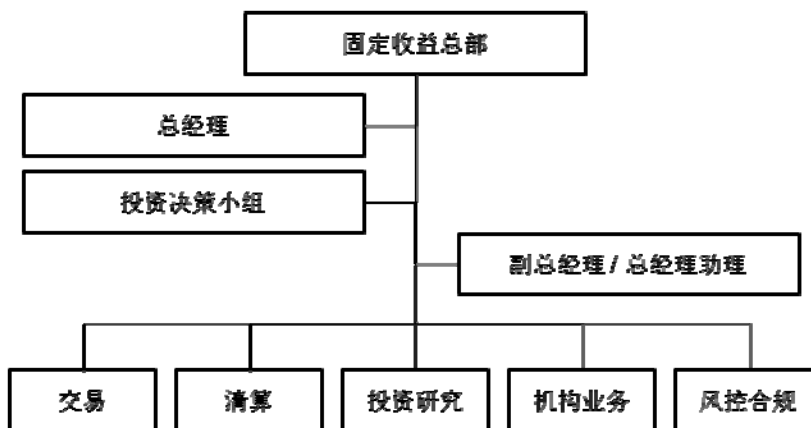 固定收益总部
总经理
投资决策小组
副总经理 / 总经理助理
交易
清算
投资研究
机构业务
风控合规